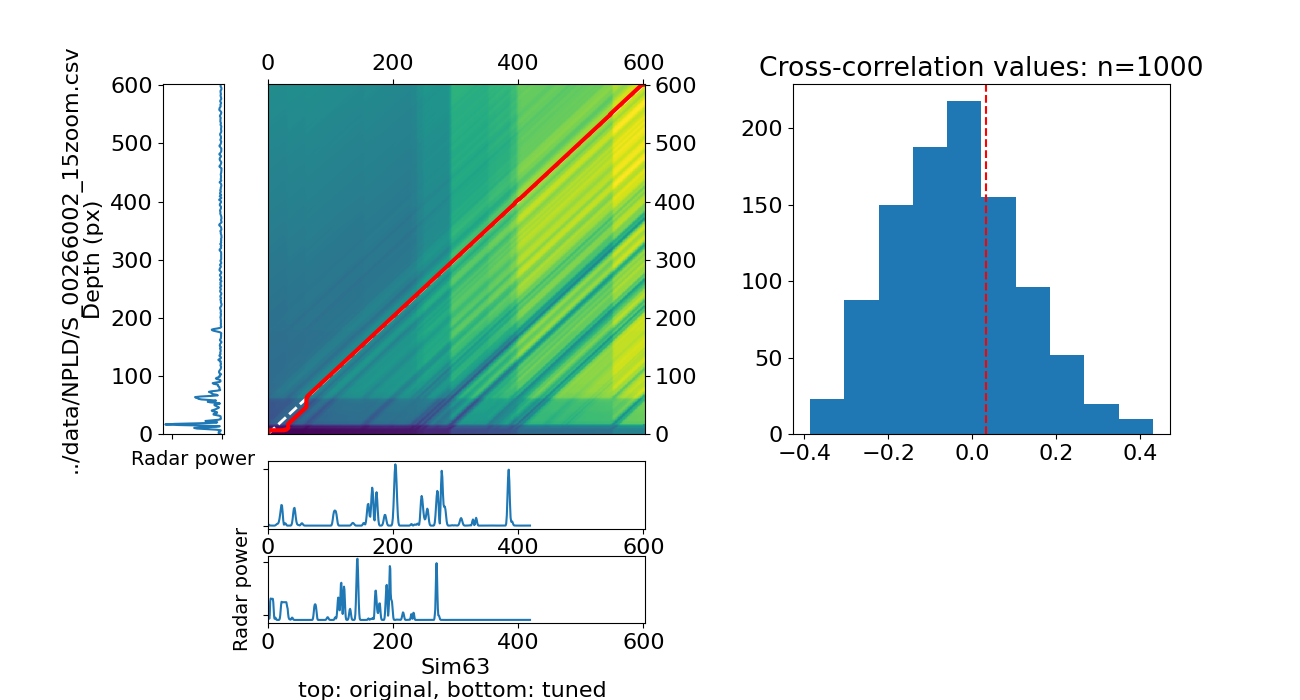 ../data/NPLD/S_00266002_15zoom.csv
Depth (px)
600
500
400
300
200
100
0
Radar power
0 200 400 600
600
500
400
300
200
100
0
0 200 400 600
Radar power
0 200 400 600
Sim63
top: original, bottom: tuned
Cross-correlation values: n=1000
200
150
100
50
0
−0.4 −0.2 0.0 0.2 0.4